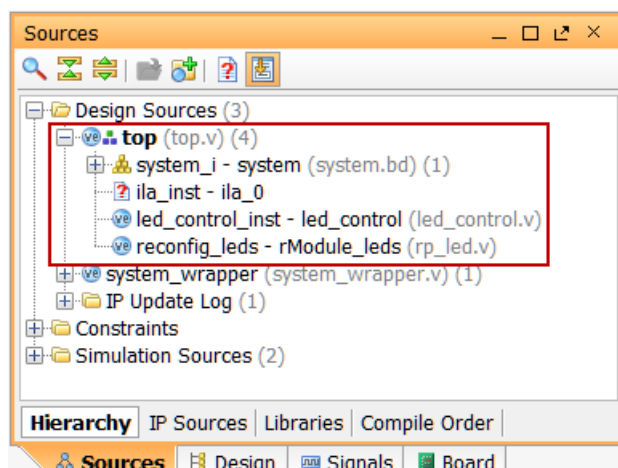 Sources
Design Sources (3)
top (top.v) (4)
system_i - system (system.bd) (1)
ila_inst - ila_0
led_control_inst - led_control (led_control.v)
reconfig_leds - rModule_leds (rp_led.v)
system_wrapper (system_wrapper.v) (1)
IP Update Log (1)
Constraints
Simulation Sources (2)
Hierarchy IP Sources Libraries Compile Order
Sources Design Signals Board